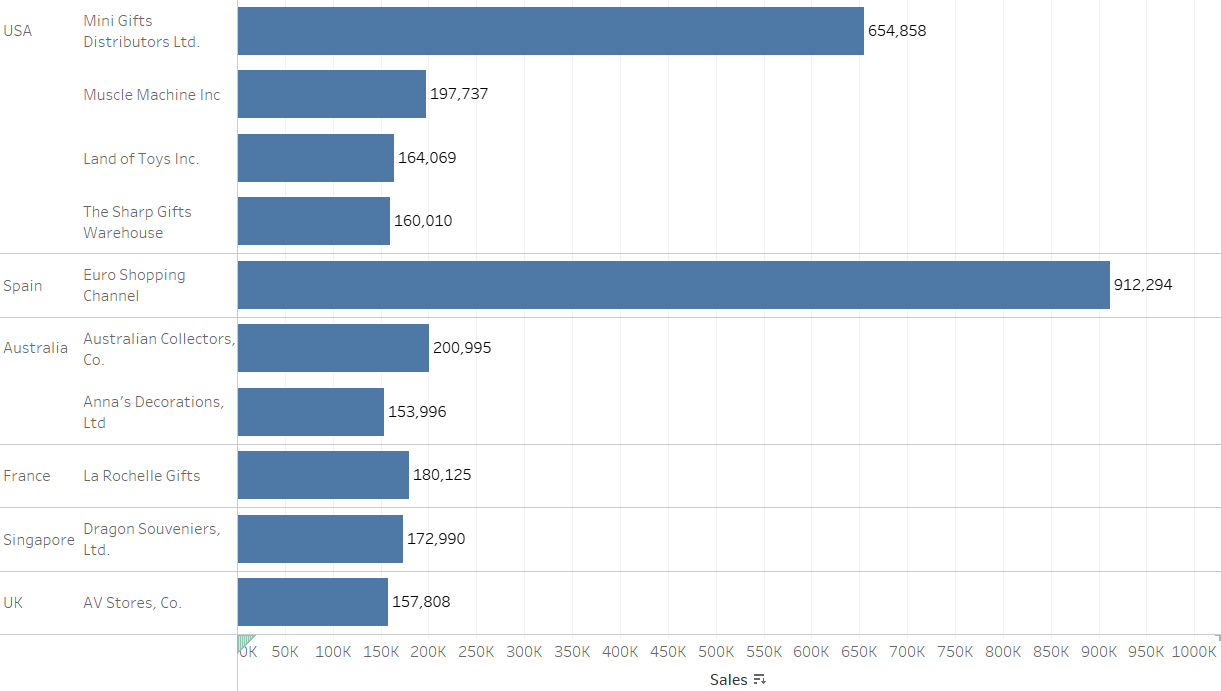 USA
Mini Gifts
Distributors Ltd.
654,858
Muscle Machine Inc
197,737
Land of Toys Inc.
164,069
The Sharp Gifts
Warehouse
160,010
Spain
Euro Shopping
Channel
912,294
Australia
Australian Collectors,
Co.
200,995
Anna's Decorations,
Ltd
153,996
France
La Rochelle Gifts
180,125
Singapore
Dragon Souveniers,
Ltd.
172,990
UK
AV Stores, Co.
157,808
0K 50K 100K 150K 200K 250K 300K 350K 400K 450K 500K 550K 600K 650K 700K 750K 800K 850K 900K 950K 1000K
Sales